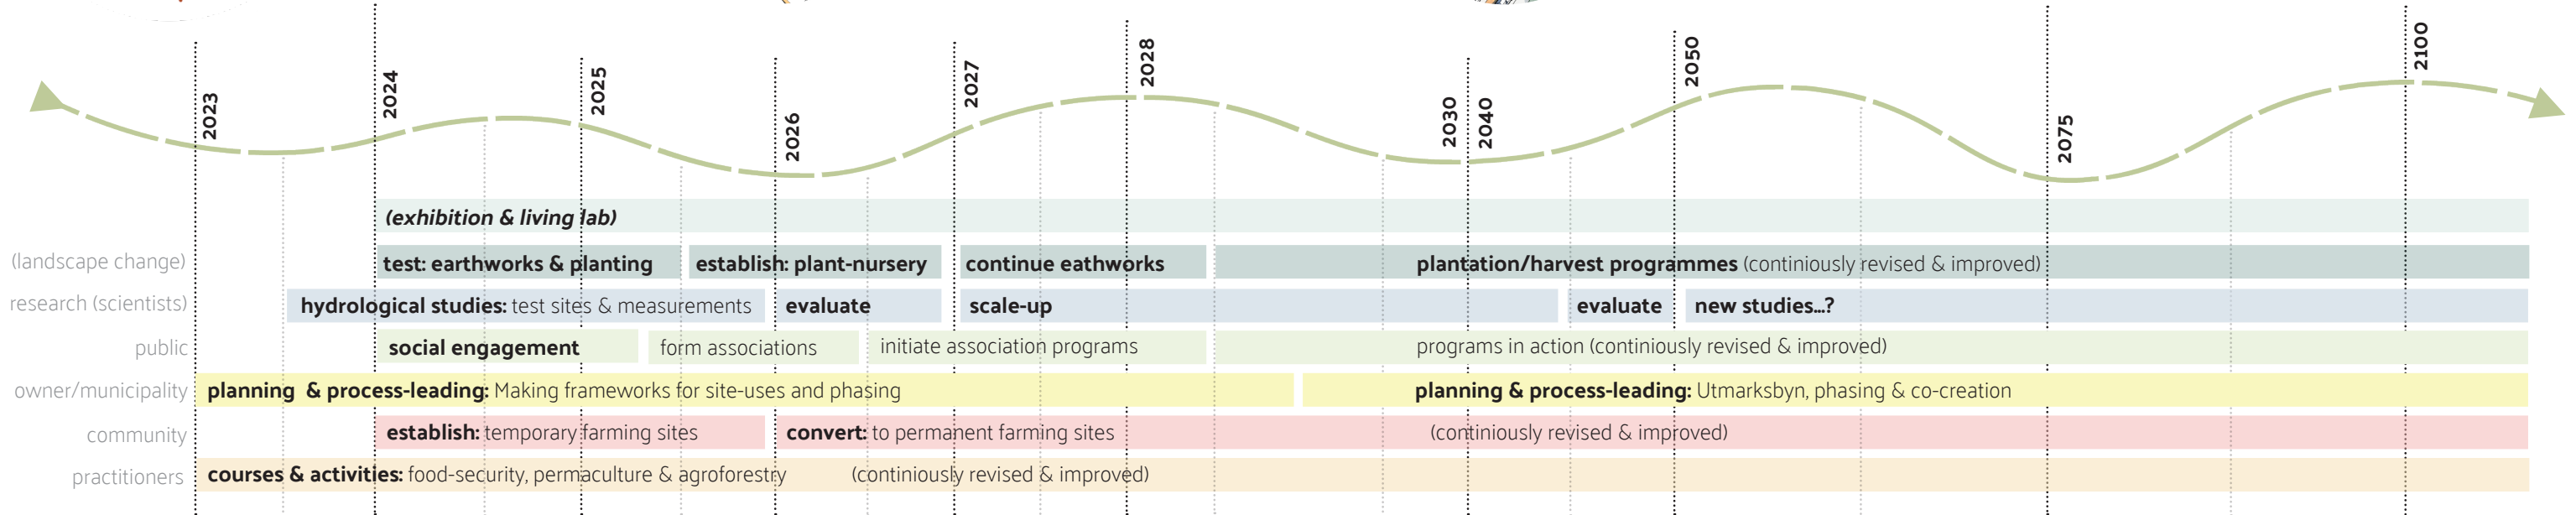 2023
2024
2025
2026
2027
2028
2030
2040
2050
2075
2100
(exhibition & living lab)
(landscape change) test: earthworks & planting establish: plant-nursery continue eathworks plantation/harvest programmes (continiously revised & improved)
research (scientists) hydrological studies: test sites & measurements evaluate scale-up evaluate new studies...?
public social engagement form associations initiate association programs programs in action (continiously revised & improved)
owner/municipality planning & process-leading: Making frameworks for site-uses and phasing planning & process-leading: Utmarksbyn, phasing & co-creation
community establish: temporary farming sites convert: to permanent farming sites (continiously revised & improved)
practitioners courses & activities: food-security, permaculture & agroforestry (continiously revised & improved)